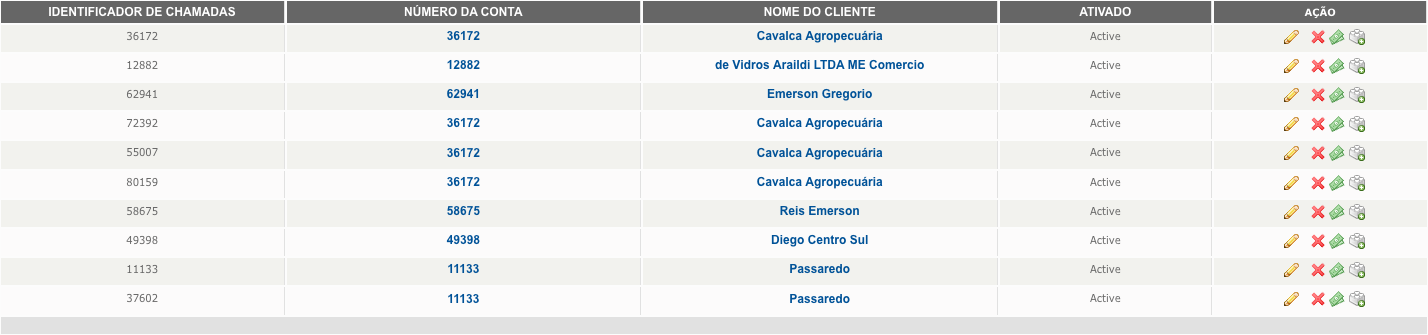 IDENTIFICADOR DE CHAMADAS NÚMERO DA CONTA NOME DO CLIENTE ATIVADO AÇÃO
36172 36172 Cavalca Agropecuária Active
12882 12882 de Vidros Araildi LTDA ME Comercio Active
62941 62941 Emerson Gregorio Active
72392 36172 Cavalca Agropecuária Active
55007 36172 Cavalca Agropecuária Active
80159 36172 Cavalca Agropecuária Active
58675 58675 Reis Emerson Active
49398 49398 Diego Centro Sul Active
11133 11133 Passaredo Active
37602 11133 Passaredo Active